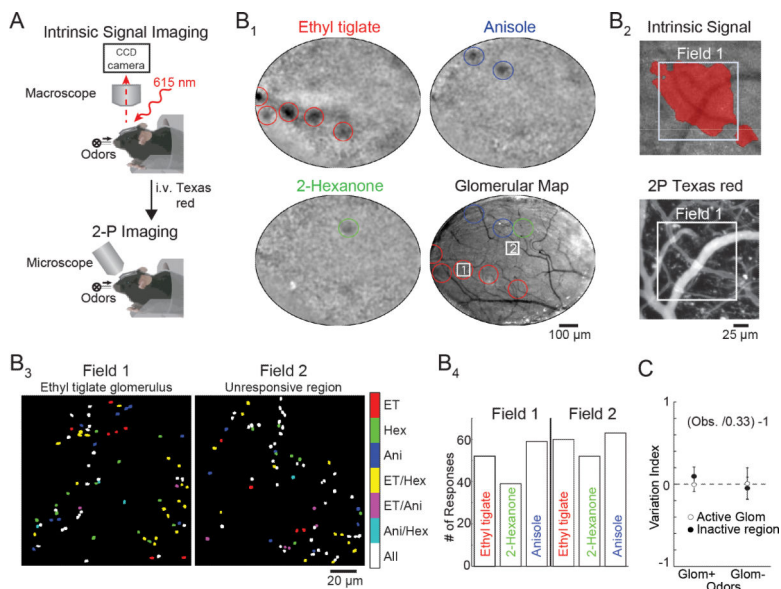 A
Intrinsic Signal Imaging
CCD
camera
615 nm
Macroscope
Odors
i.v. Texas
red
2-P Imaging
Microscope
Odors
B1
Ethyl tiglate
Anisole
2-Hexanone
Glomerular Map
1
2
100 µm
B2
Intrinsic Signal
Field 1
2P Texas red
Field 1
25 µm
B3
Field 1
Ethyl tiglate glomerulus
Field 2
Unresponsive region
ET
Hex
Ani
ET/Hex
ET/Ani
Ani/Hex
All
20 µm
B4
Field 1
Field 2
# of Responses
60
40
20
0
Ethyl tiglate
2-Hexanone
Anisole
Ethyl tiglate
2-Hexanone
Anisole
C
Variation Index
1
0
-1
(Obs. /0.33) -1
Active Glom
Inactive region
Glom+
Glom-
Odors